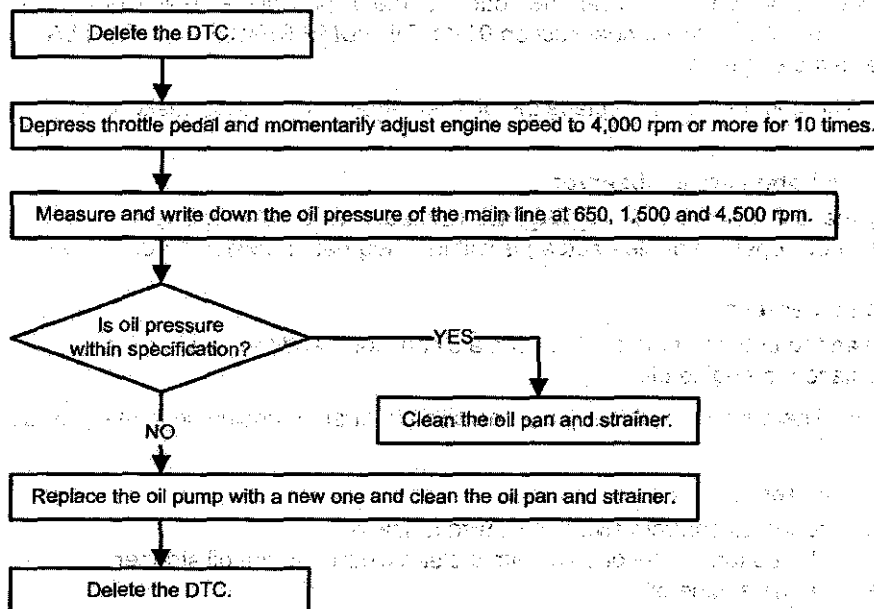 Delete the DTC.
Depress throttle pedal and momentarily adjust engine speed to 4,000 rpm or more for 10 times.
Measure and write down the oil pressure of the main line at 650, 1,500 and 4,500 rpm.
Is oil pressure
within specification?
YES
Clean the oil pan and strainer.
NO
Replace the oil pump with a new one and clean the oil pan and strainer.
Delete the DTC.